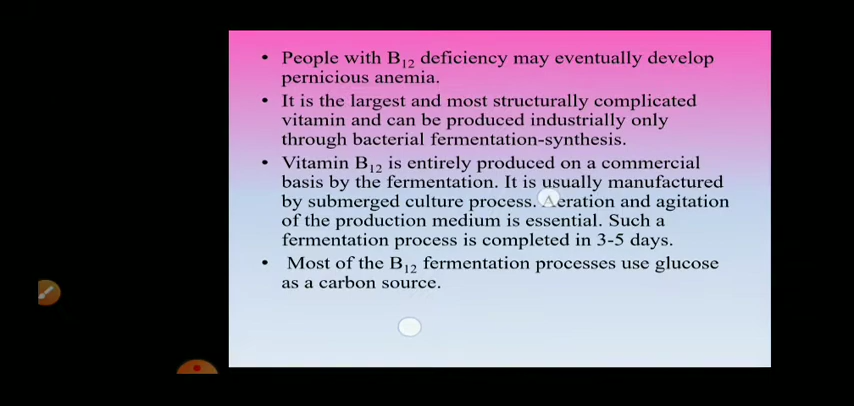 • People with B12 deficiency may eventually develop
pernicious anemia.
• It is the largest and most structurally complicated
vitamin and can be produced industrially only
through bacterial fermentation-synthesis.
• Vitamin B12 is entirely produced on a commercial
basis by the fermentation. It is usually manufactured
by submerged culture process. Aeration and agitation
of the production medium is essential. Such a
fermentation process is completed in 3-5 days.
• Most of the B12 fermentation processes use glucose
as a carbon source.